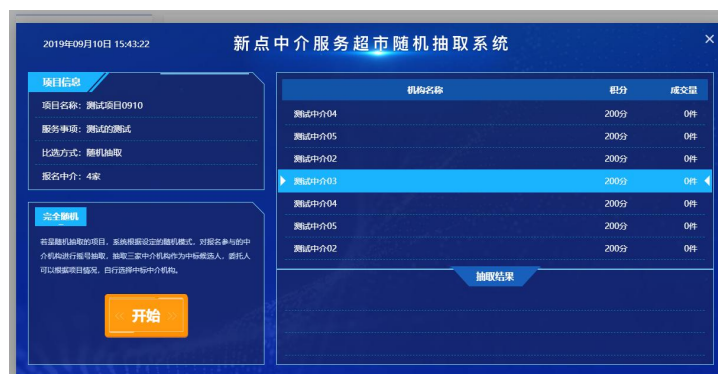 2019年09月10日 15:43:22
新点中介服务超市随机抽取系统
×
项目信息
项目名称：测试项目0910
服务事项：测试的测试
比选方式：随机抽取
报名中介：4家
完全随机
若是随机抽取的项目，系统根据设定的随机模式，对报名参与的中
介机构进行摇号抽取，抽取三家中介机构作为中标候选人，委托人
可以根据项目情况，自行选择中标中介机构。
开始
机构名称 积分 成交量
测试中介04 200分 0件
测试中介05 200分 0件
测试中介02 200分 0件
测试中介03 200分 0件
测试中介04 200分 0件
测试中介05 200分 0件
测试中介02 200分 0件
抽取结果